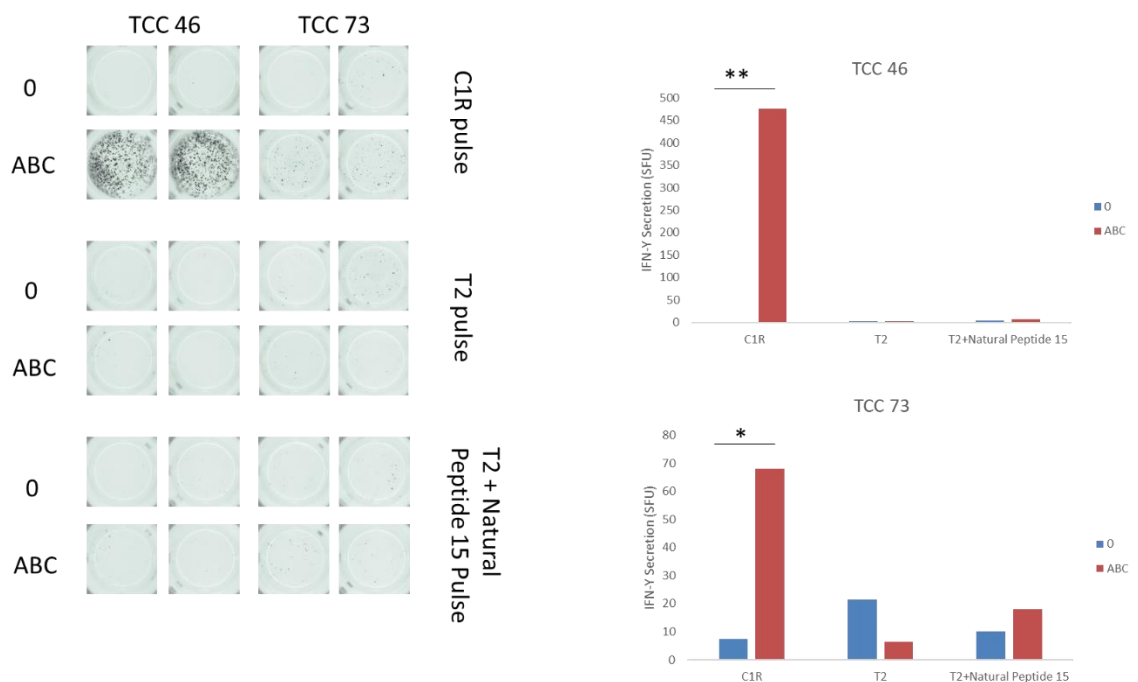 TCC 46
TCC 73
0
ABC
C1R pulse
0
ABC
T2 pulse
0
ABC
T2 + Natural
Peptide 15 Pulse
TCC 46
**
IFN-Y Secretion (SFU)
500
450
400
350
300
250
200
150
100
50
0
C1R
T2
T2+Natural Peptide 15
0
ABC
TCC 73
*
IFN-Y Secretion (SFU)
80
70
60
50
40
30
20
10
0
C1R
T2
T2+Natural Peptide 15
0
ABC